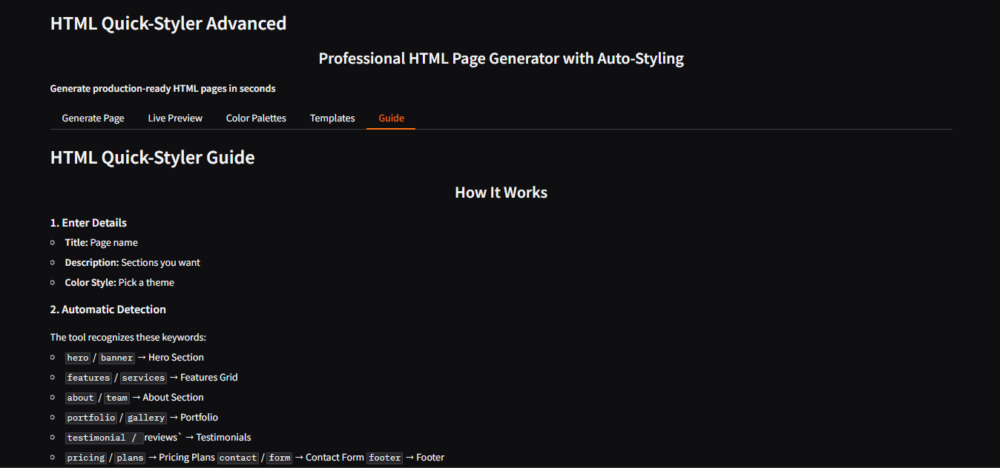 HTML Quick-Styler Advanced
Professional HTML Page Generator with Auto-Styling
Generate production-ready HTML pages in seconds
Generate Page Live Preview Color Palettes Templates Guide
HTML Quick-Styler Guide
How It Works
1. Enter Details
Title: Page name
Description: Sections you want
Color Style: Pick a theme
2. Automatic Detection
The tool recognizes these keywords:
hero / banner → Hero Section
features / services → Features Grid
about / team → About Section
portfolio / gallery → Portfolio
testimonial / reviews` → Testimonials
pricing / plans → Pricing Plans contact / form → Contact Form footer → Footer